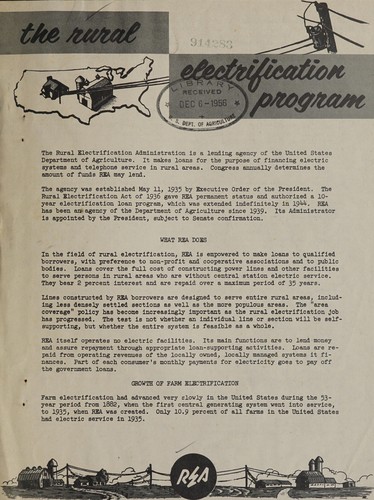 the rural
914283
electrification
program
LIBRARY
RECEIVED
DEC 6-1956
U. S. DEPT. OF AGRICULTURE
The Rural Electrification Administration is a lending agency of the United States
Department of Agriculture. It makes loans for the purpose of financing electric
systems and telephone service in rural areas. Congress annually determines the
amount of funds REA may lend.
The agency was established May 11, 1935 by Executive Order of the President. The
Rural Electrification Act of 1936 gave REA permanent status and authorized a 10-
year electrification loan program, which was extended indefinitely in 1944. REA
has been an agency of the Department of Agriculture since 1939. Its Administrator
is appointed by the President, subject to Senate confirmation.
WHAT REA DOES
In the field of rural electrification, REA is empowered to make loans to qualified
borrowers, with preference to non-profit and cooperative associations and to public
bodies. Loans cover the full cost of constructing power lines and other facilities
to serve persons in rural areas who are without central station electric service.
They bear 2 percent interest and are repaid over a maximum period of 35 years.
Lines constructed by REA borrowers are designed to serve entire rural areas, includ-
ing less densely settled sections as well as the more populous areas. The "area
coverage" policy has become increasingly important as the rural electrification job
has progressed. The test is not whether an individual line or section will be self-
supporting, but whether the entire system is feasible as a whole.
REA itself operates no electric facilities. Its main functions are to lend money
and assure repayment through appropriate loan-supporting activities. Loans are re-
paid from operating revenues of the locally owned, locally managed systems it fi-
nances. Part of each consumer's monthly payments for electricity goes to pay off
the government loans.
GROWTH OF FARM ELECTRIFICATION
Farm electrification had advanced very slowly in the United States during the 53-
year period from 1882, when the first central generating system went into service,
to 1935, when REA was created. Only 10.9 percent of all farms in the United States
had electric service in 1935.
REA